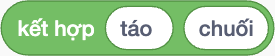 kết hợp táo chuối